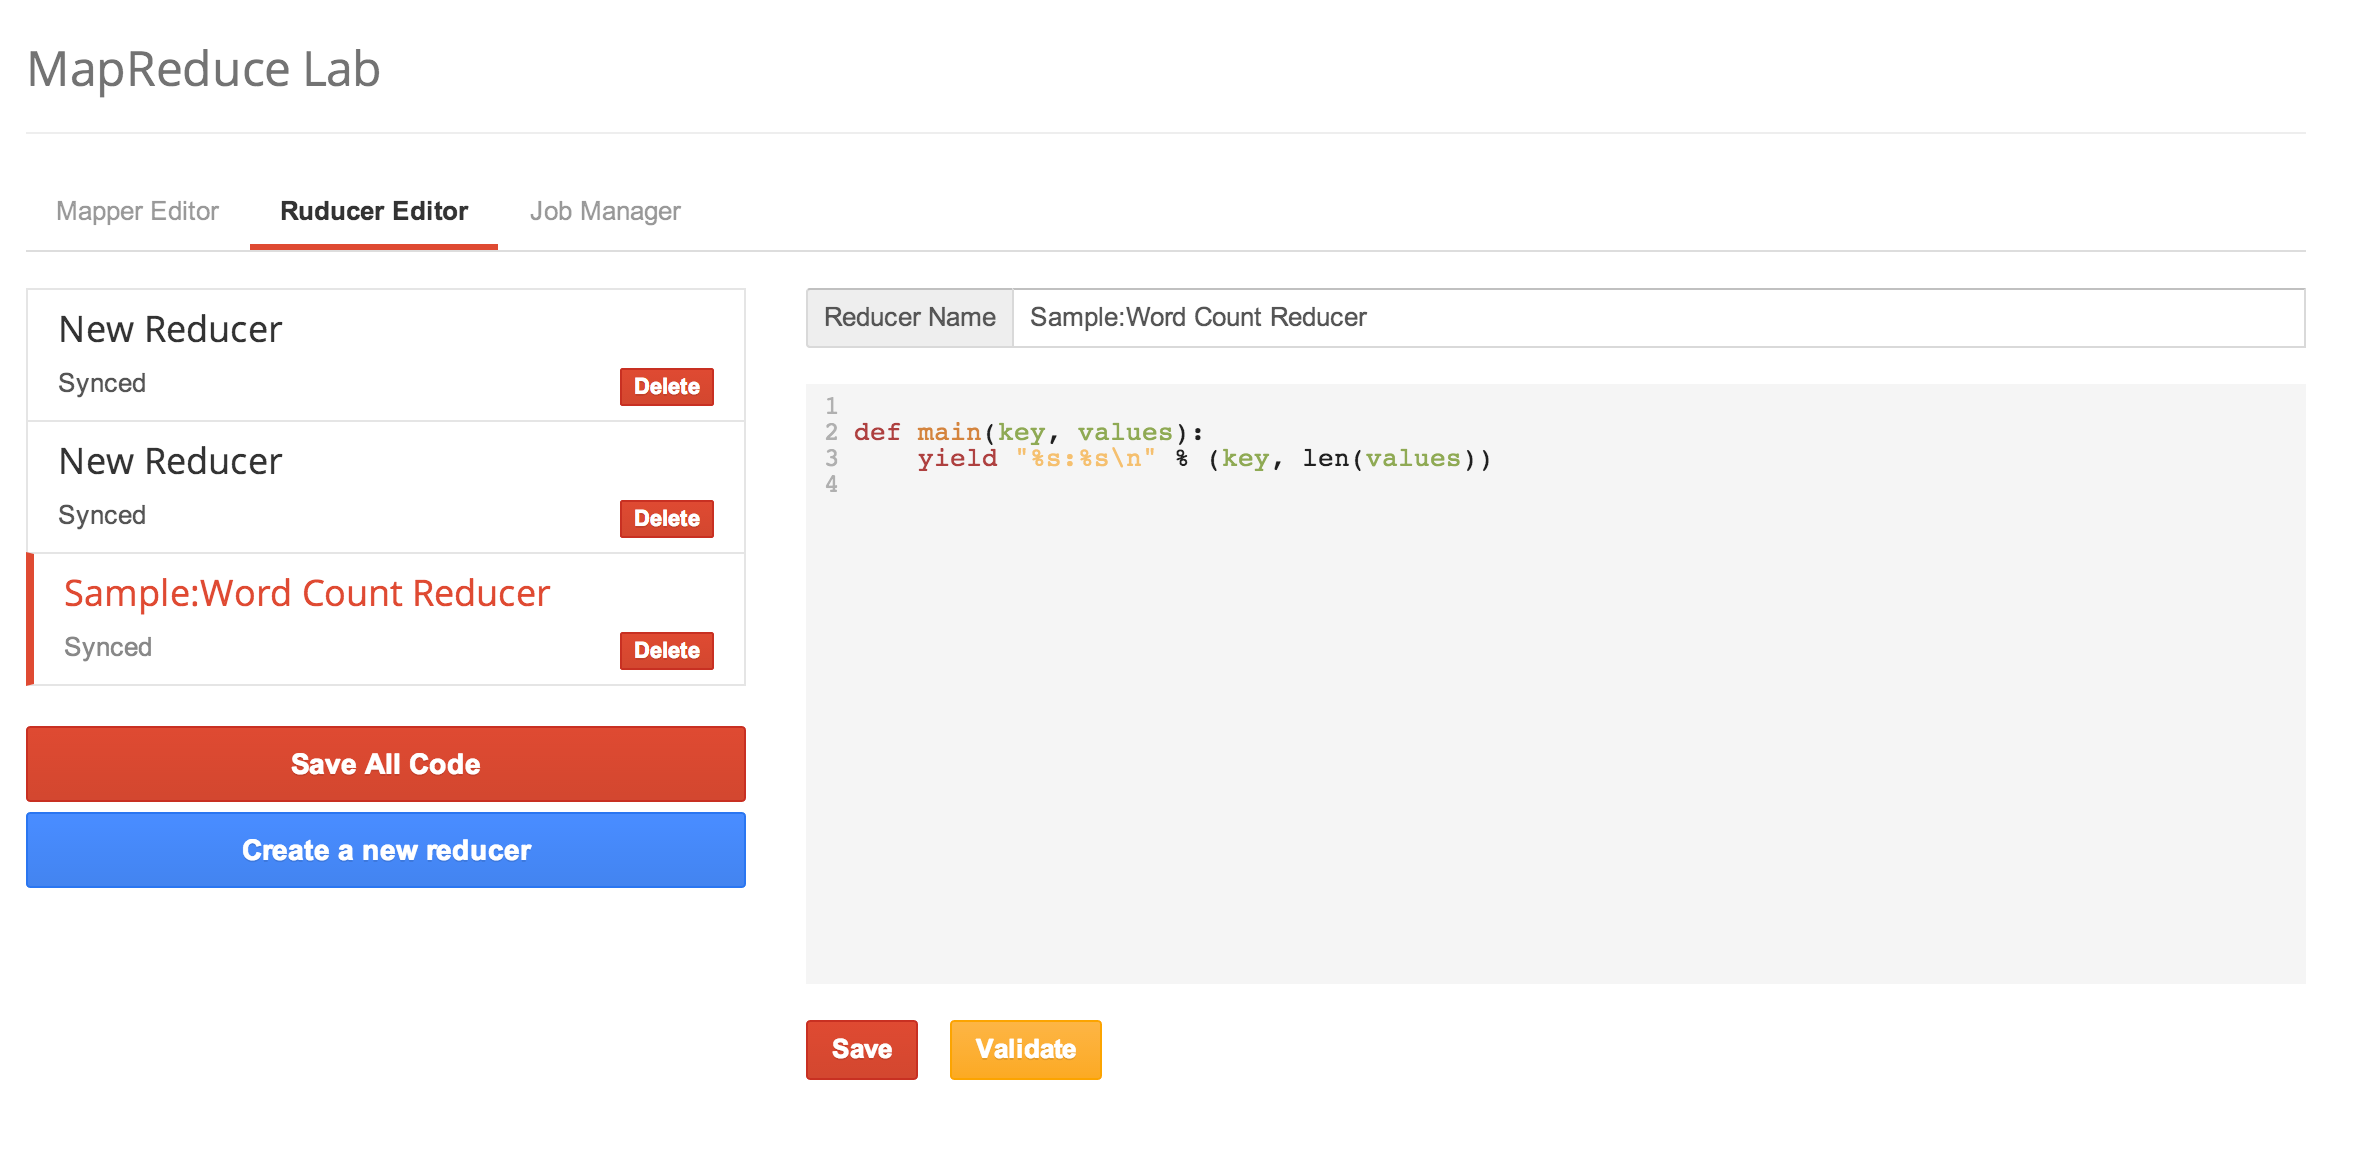 MapReduce Lab
Mapper Editor Ruducer Editor Job Manager
New Reducer
Synced Delete
New Reducer
Synced Delete
Sample:Word Count Reducer
Synced Delete
Save All Code
Create a new reducer
Reducer Name Sample:Word Count Reducer
1
2 def main(key, values):
3     yield "%s:%s\n" % (key, len(values))
4
Save Validate